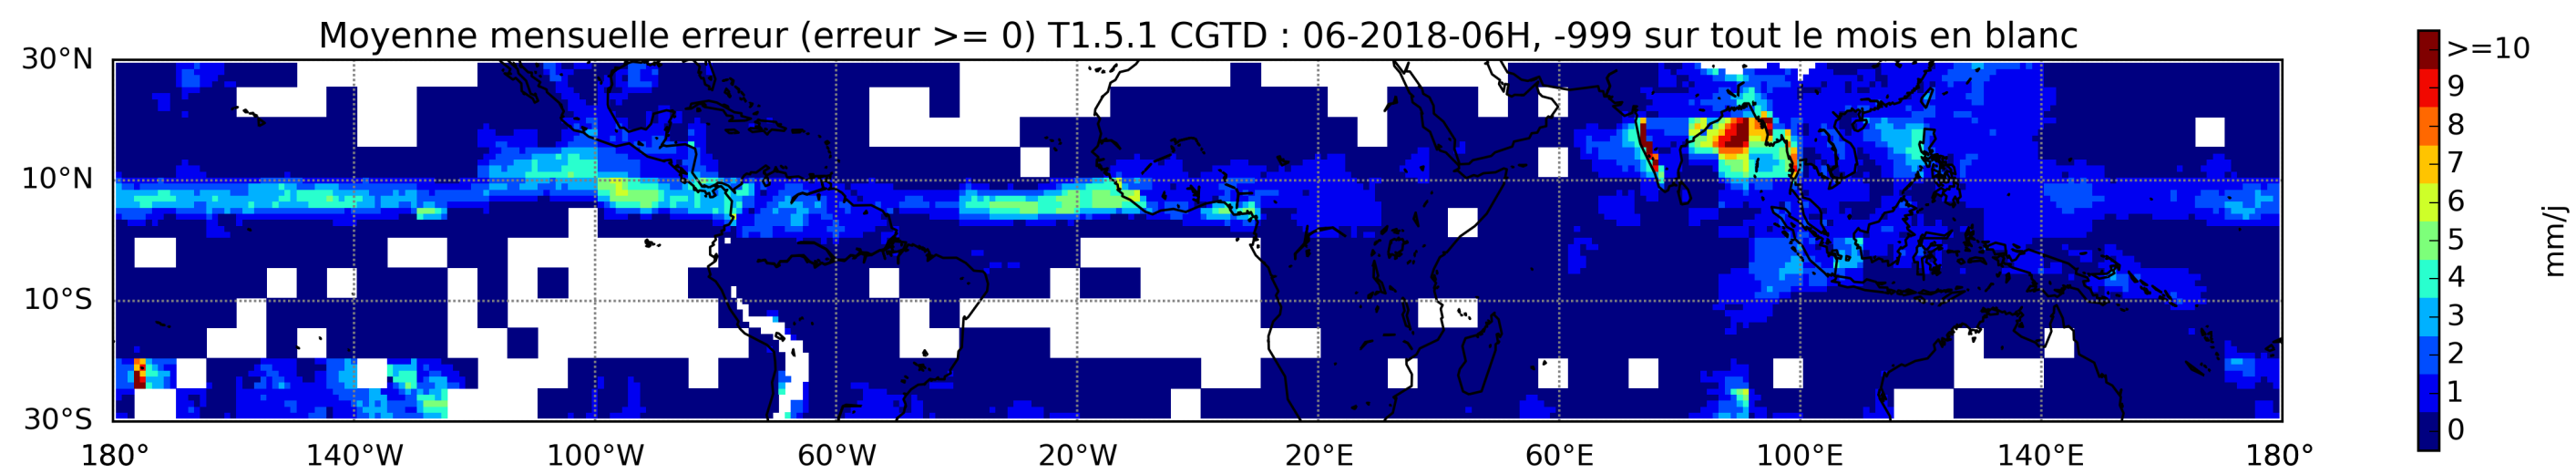 Moyenne mensuelle erreur (erreur >= 0) T1.5.1 CGTD : 06-2018-06H, -999 sur tout le mois en blanc
30°N
10°N
10°S
30°S
180° 140°W 100°W 60°W 20°W 20°E 60°E 100°E 140°E 180°
>=10
9
8
7
6
5
4
3
2
1
0
mm/j